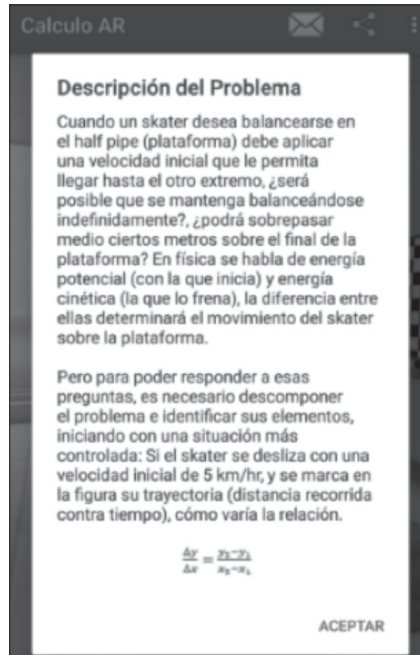 Calculo AR
Descripción del Problema
Cuando un skater desea balancearse en
el half pipe (plataforma) debe aplicar
una velocidad inicial que le permita
llegar hasta el otro extremo, ¿será
posible que se mantenga balanceándose
indefinidamente?, ¿podrá sobrepasar
medio ciertos metros sobre el final de la
plataforma? En física se habla de energía
potencial (con la que inicia) y energía
cinética (la que lo frena), la diferencia entre
ellas determinará el movimiento del skater
sobre la plataforma.
Pero para poder responder a esas
preguntas, es necesario descomponer
el problema e identificar sus elementos,
iniciando con una situación más
controlada: Si el skater se desliza con una
velocidad inicial de 5 km/hr, y se marca en
la figura su trayectoria (distancia recorrida
contra tiempo), cómo varía la relación.
Δy/Δx = y₂-y₁/x₂-x₁
ACEPTAR